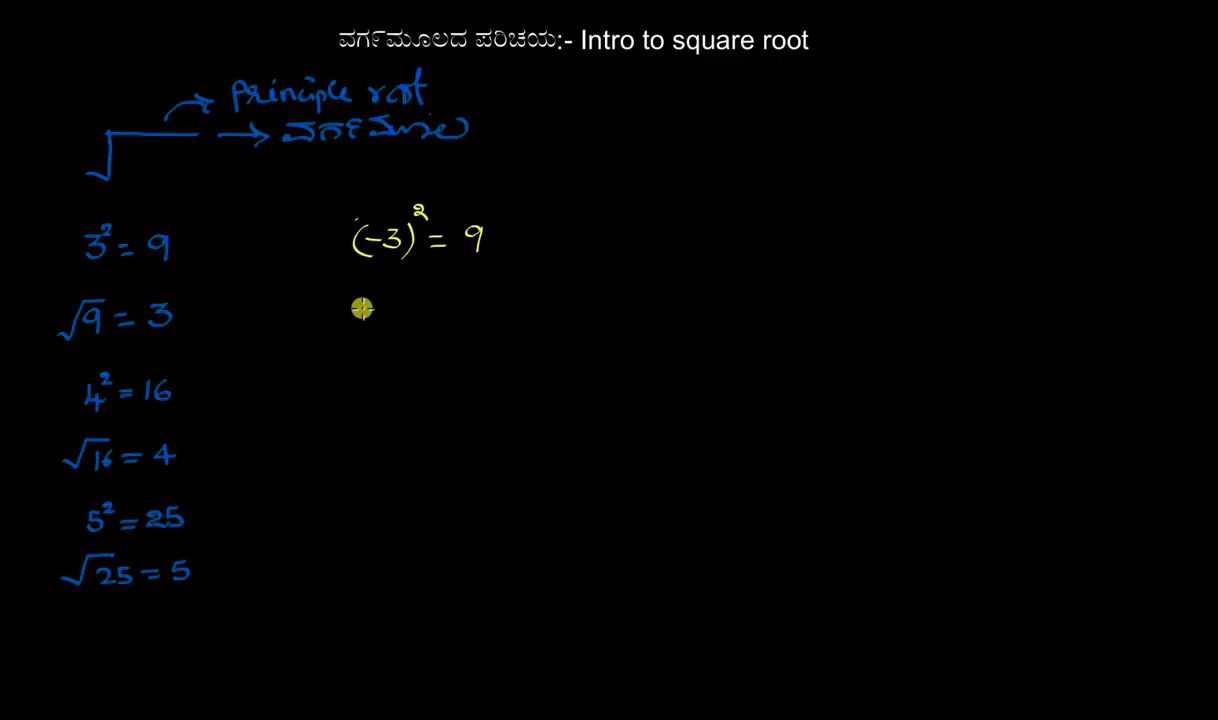 ವರ್ಗಮೂಲದ ಪರಿಚಯ:- Intro to square root
Principle root
√ → ವರ್ಗಮೂಲ
3² = 9
(-3)² = 9
√9 = 3
4² = 16
√16 = 4
5² = 25
√25 = 5